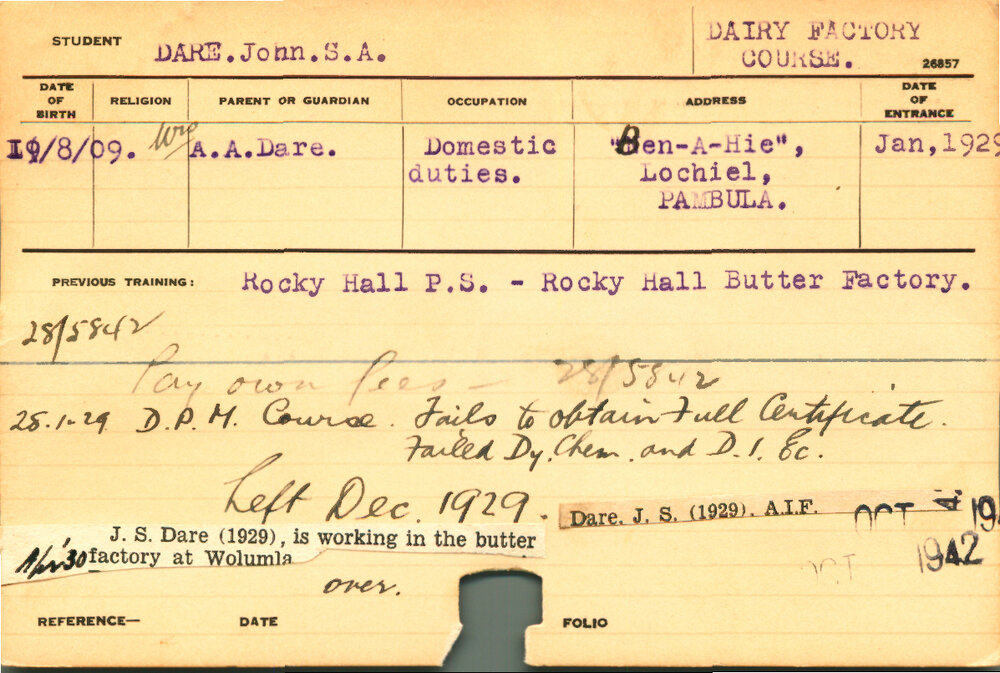 STUDENT DARE.John.S.A. DAIRY FACTORY
COURSE. 26857
DATE OF BIRTH RELIGION PARENT OR GUARDIAN OCCUPATION ADDRESS DATE OF ENTRANCE
/8/09. A.A.Dare. Domestic "Ben-A-Hie", Jan,1929
duties. Lochiel,
PAMBULA.
PREVIOUS TRAINING: Rocky Hall P.S. - Rocky Hall Butter Factory.
28/5842
Pay own fees - 28/5842
25.1.29 D.P.M. Course. Fails to obtain Full Certificate.
Failed Dy. Chem. and D.I. Ec.
Left Dec. 1929.
Dare, J. S. (1929). A.I.F. OCT 4 19
J. S. Dare (1929), is working in the butter
factory at Wolumla
OCT 1942
over.
REFERENCE— DATE FOLIO